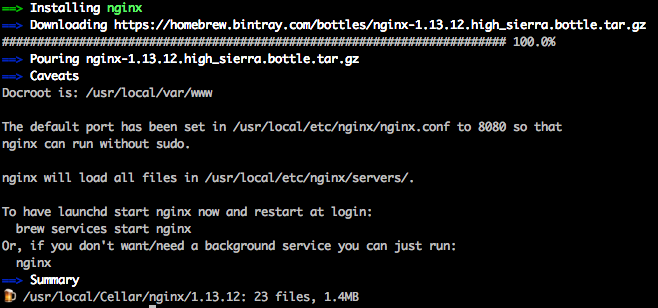 ==> Installing nginx
==> Downloading https://homebrew.bintray.com/bottles/nginx-1.13.12.high_sierra.bottle.tar.gz
######################################################################## 100.0%
==> Pouring nginx-1.13.12.high_sierra.bottle.tar.gz
==> Caveats
Docroot is: /usr/local/var/www
The default port has been set in /usr/local/etc/nginx/nginx.conf to 8080 so that
nginx can run without sudo.
nginx will load all files in /usr/local/etc/nginx/servers/.
To have launchd start nginx now and restart at login:
  brew services start nginx
Or, if you don't want/need a background service you can just run:
  nginx
==> Summary
🍺 /usr/local/Cellar/nginx/1.13.12: 23 files, 1.4MB